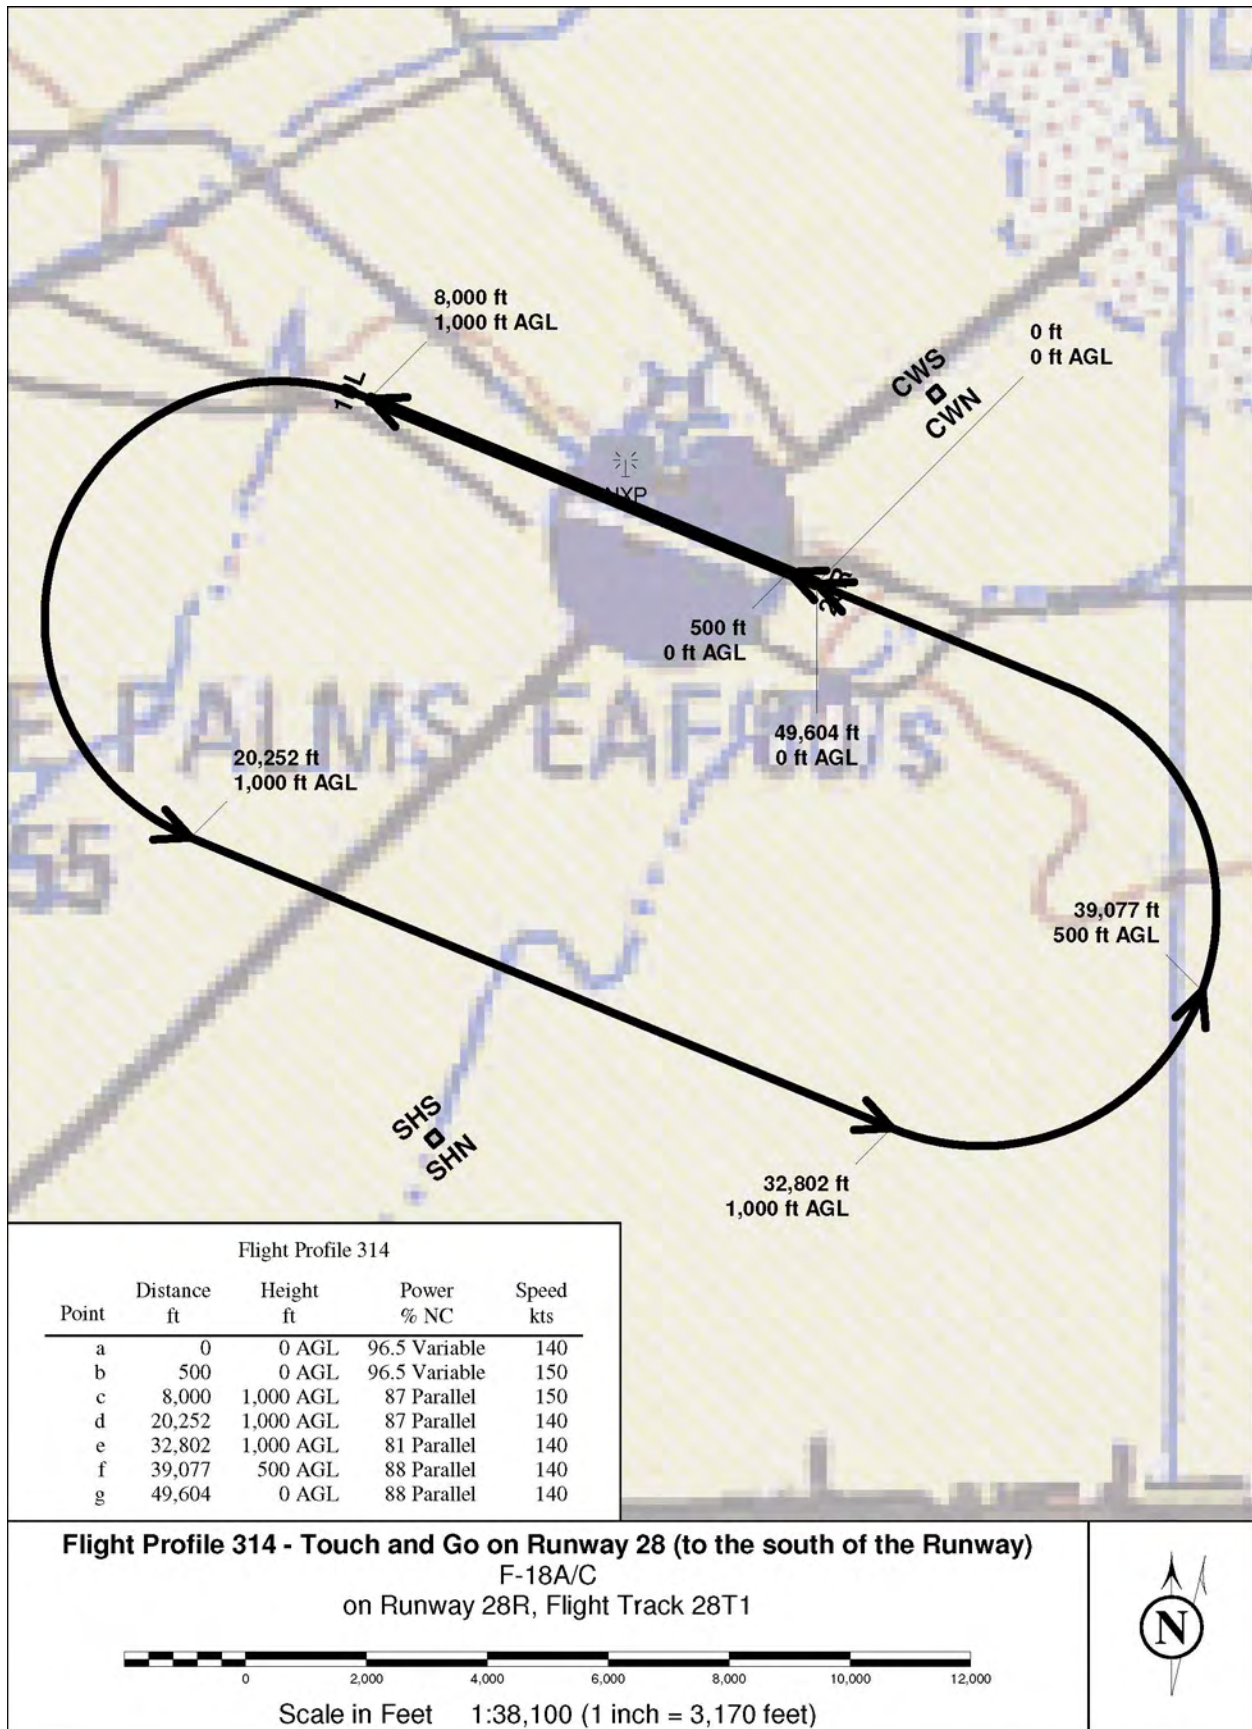 8,000 ft
1,000 ft AGL
0 ft
0 ft AGL
CWS
CWN
NXP
500 ft
0 ft AGL
49,604 ft
0 ft AGL
E PALMS EAF
20,252 ft
1,000 ft AGL
55
39,077 ft
500 ft AGL
SHS
SHN
32,802 ft
1,000 ft AGL
Flight Profile 314
Point Distance ft Height ft Power % NC Speed kts
a 0 0 AGL 96.5 Variable 140
b 500 0 AGL 96.5 Variable 150
c 8,000 1,000 AGL 87 Parallel 150
d 20,252 1,000 AGL 87 Parallel 140
e 32,802 1,000 AGL 81 Parallel 140
f 39,077 500 AGL 88 Parallel 140
g 49,604 0 AGL 88 Parallel 140
Flight Profile 314 - Touch and Go on Runway 28 (to the south of the Runway)
F-18A/C
on Runway 28R, Flight Track 28T1
0 2,000 4,000 6,000 8,000 10,000 12,000
Scale in Feet 1:38,100 (1 inch = 3,170 feet)
N